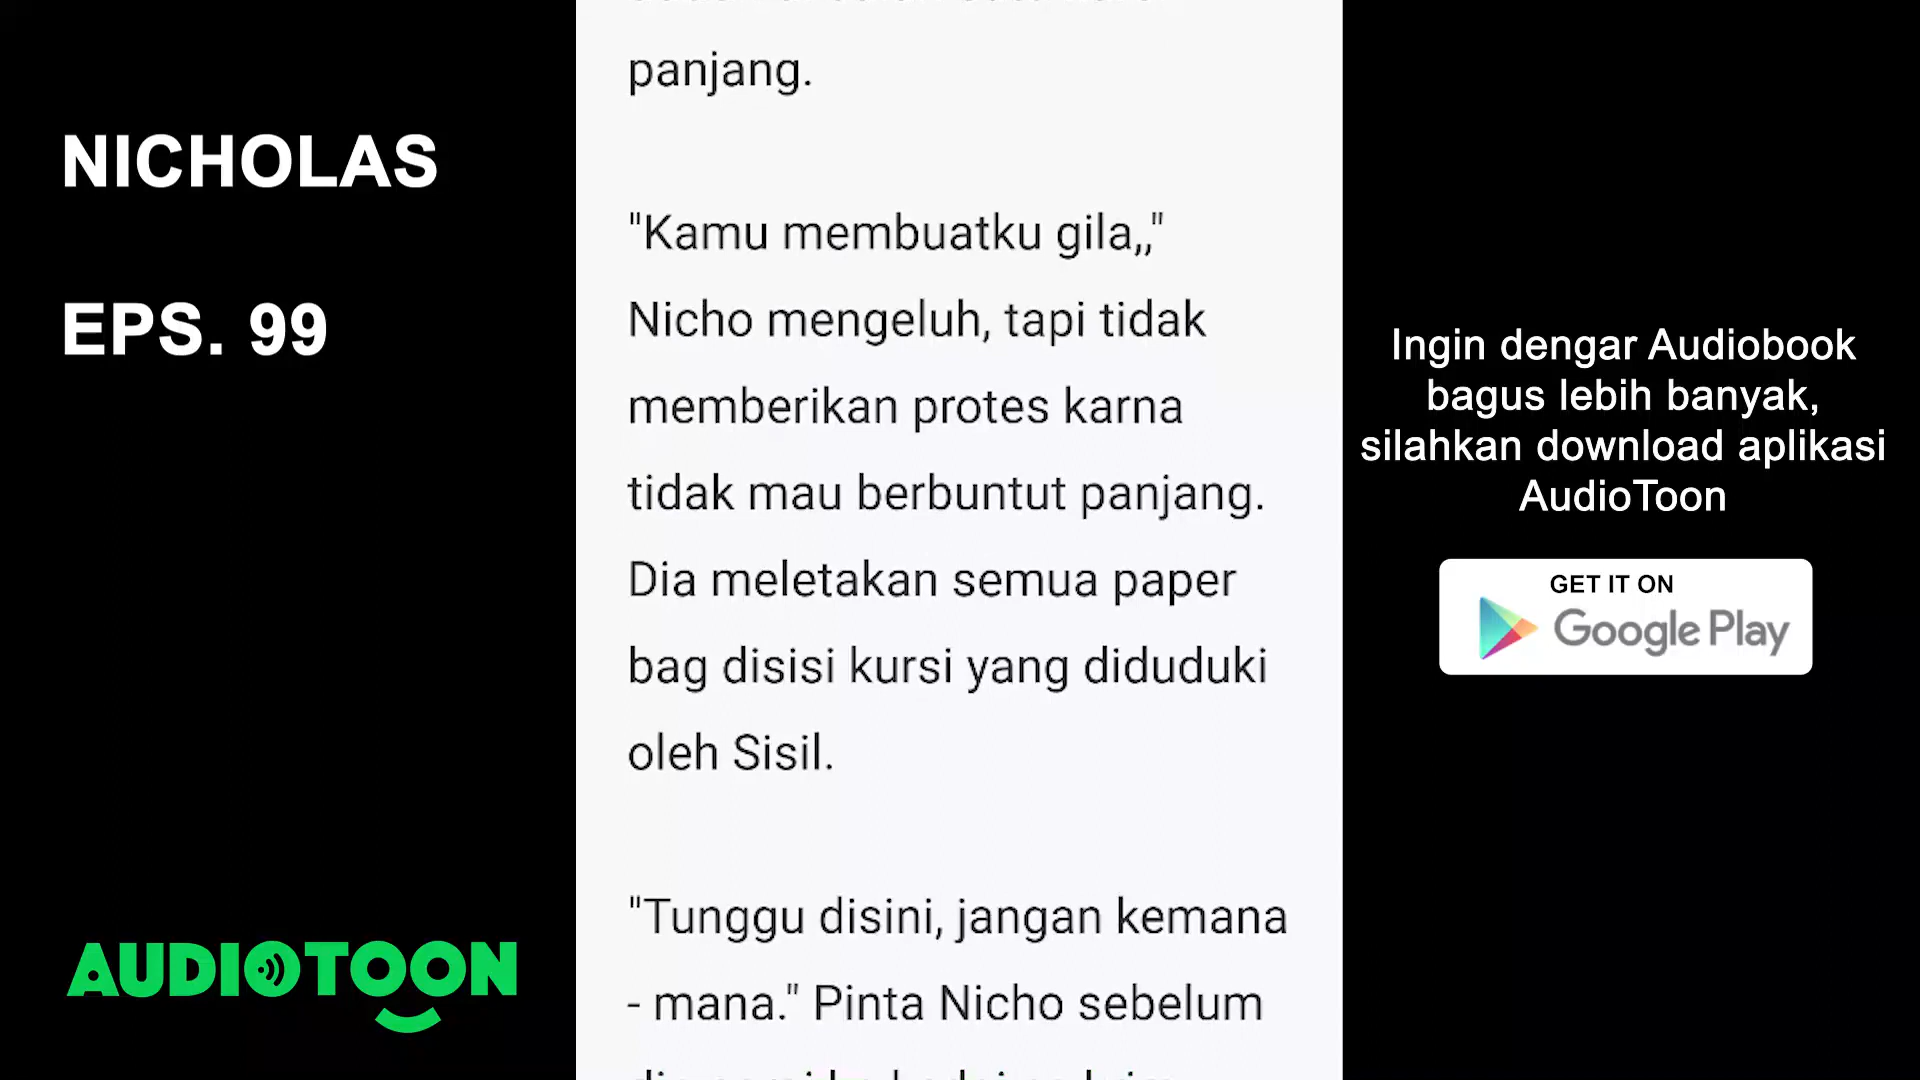 NICHOLAS
EPS. 99
panjang.
"Kamu membuatku gila,,"
Nicho mengeluh, tapi tidak
memberikan protes karna
tidak mau berbuntut panjang.
Dia meletakan semua paper
bag disisi kursi yang diduduki
oleh Sisil.
"Tunggu disini, jangan kemana
- mana." Pinta Nicho sebelum
Ingin dengar Audiobook
bagus lebih banyak,
silahkan download aplikasi
AudioToon
GET IT ON
Google Play
AUDIOTOON